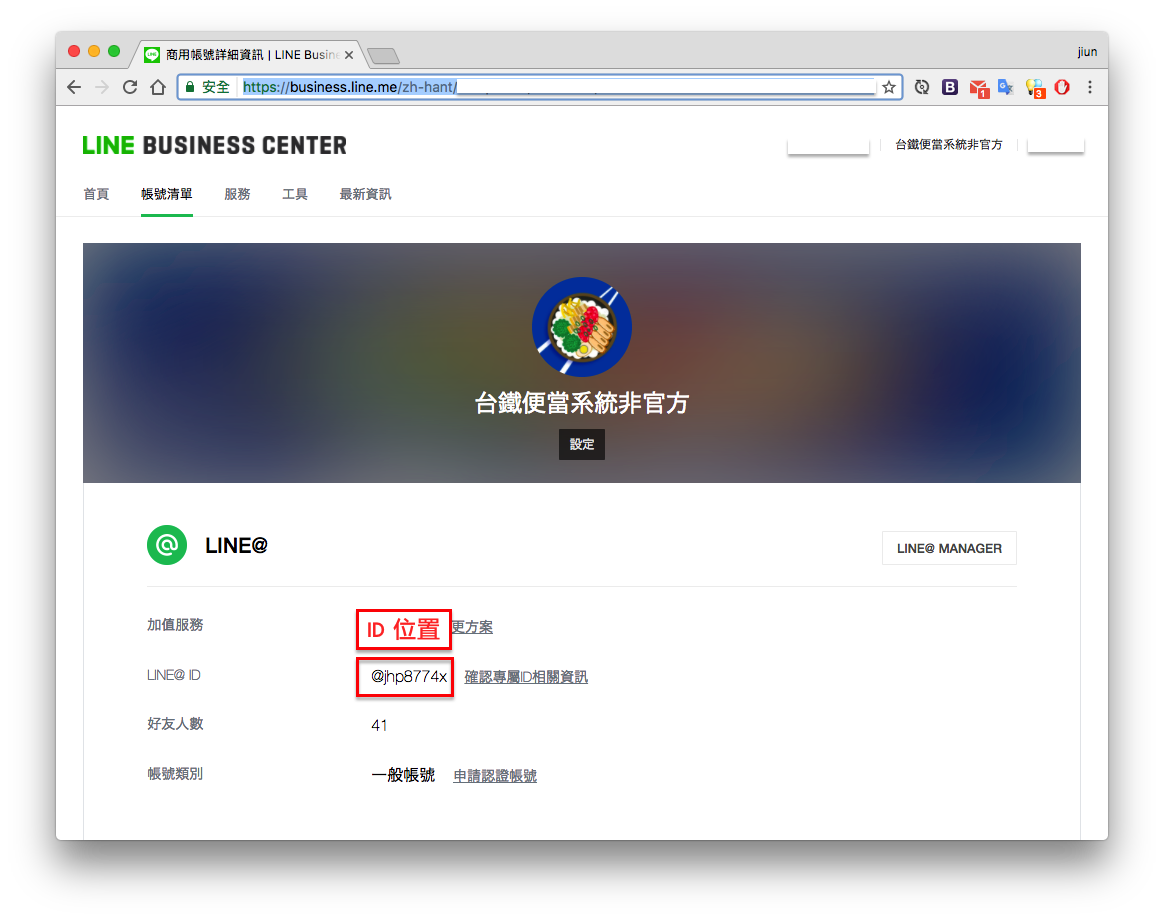 商用帳號詳細資訊 | LINE Busine
jiun
安全 https://business.line.me/zh-hant/
B 1 3
LINE BUSINESS CENTER
台鐵便當系統非官方
首頁 帳號清單 服務 工具 最新資訊
台鐵便當系統非官方
設定
@ LINE@
LINE@ MANAGER
加值服務 ID 位置 更方案
LINE@ ID @jhp8774x 確認專屬ID相關資訊
好友人數 41
帳號類別 一般帳號 申請認證帳號